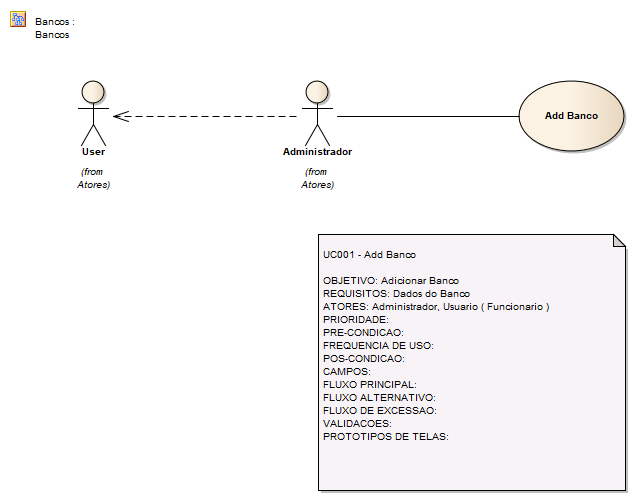 Bancos :
Bancos
User
(from
Atores)
Administrador
(from
Atores)
Add Banco
UC001 - Add Banco
OBJETIVO: Adicionar Banco
REQUISITOS: Dados do Banco
ATORES: Administrador, Usuario ( Funcionario )
PRIORIDADE:
PRE-CONDICAO:
FREQUENCIA DE USO:
POS-CONDICAO:
CAMPOS:
FLUXO PRINCIPAL:
FLUXO ALTERNATIVO:
FLUXO DE EXCESSAO:
VALIDACOES:
PROTOTIPOS DE TELAS: